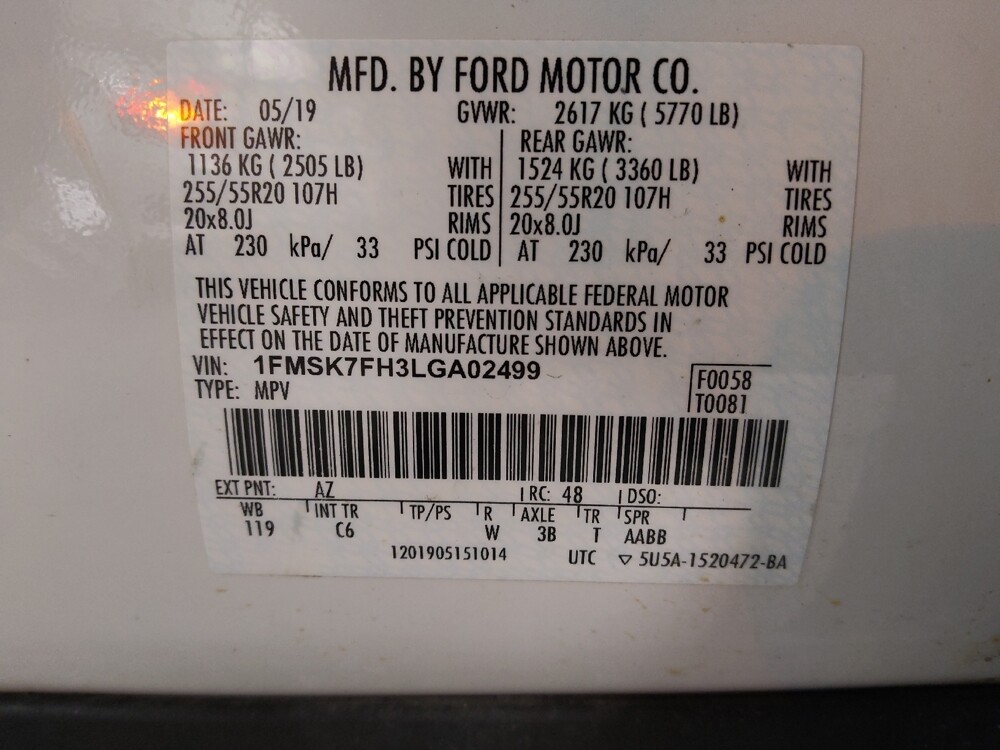 MFD. BY FORD MOTOR CO.
DATE: 05/19 GVWR: 2617 KG ( 5770 LB)
FRONT GAWR: REAR GAWR:
1136 KG ( 2505 LB) WITH 1524 KG ( 3360 LB) WITH
255/55R20 107H TIRES 255/55R20 107H TIRES
20x8.0J RIMS 20x8.0J RIMS
AT 230 kPa/ 33 PSI COLD AT 230 kPa/ 33 PSI COLD
THIS VEHICLE CONFORMS TO ALL APPLICABLE FEDERAL MOTOR
VEHICLE SAFETY AND THEFT PREVENTION STANDARDS IN
EFFECT ON THE DATE OF MANUFACTURE SHOWN ABOVE.
VIN: 1FMSK7FH3LGA02499
TYPE: MPV
F0058
T0081
EXT PNT: AZ RC: 48 DSO:
WB INT TR TP/PS R AXLE TR SPR
119 C6 W 3B T AABB
1201905151014 UTC ▽ 5U5A-1520472-BA